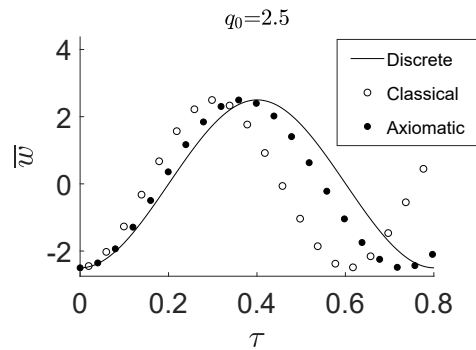 q₀=2.5
Discrete
Classical
Axiomatic
4
2
0
-2
w̅
0
0.2
0.4
0.6
0.8
τ